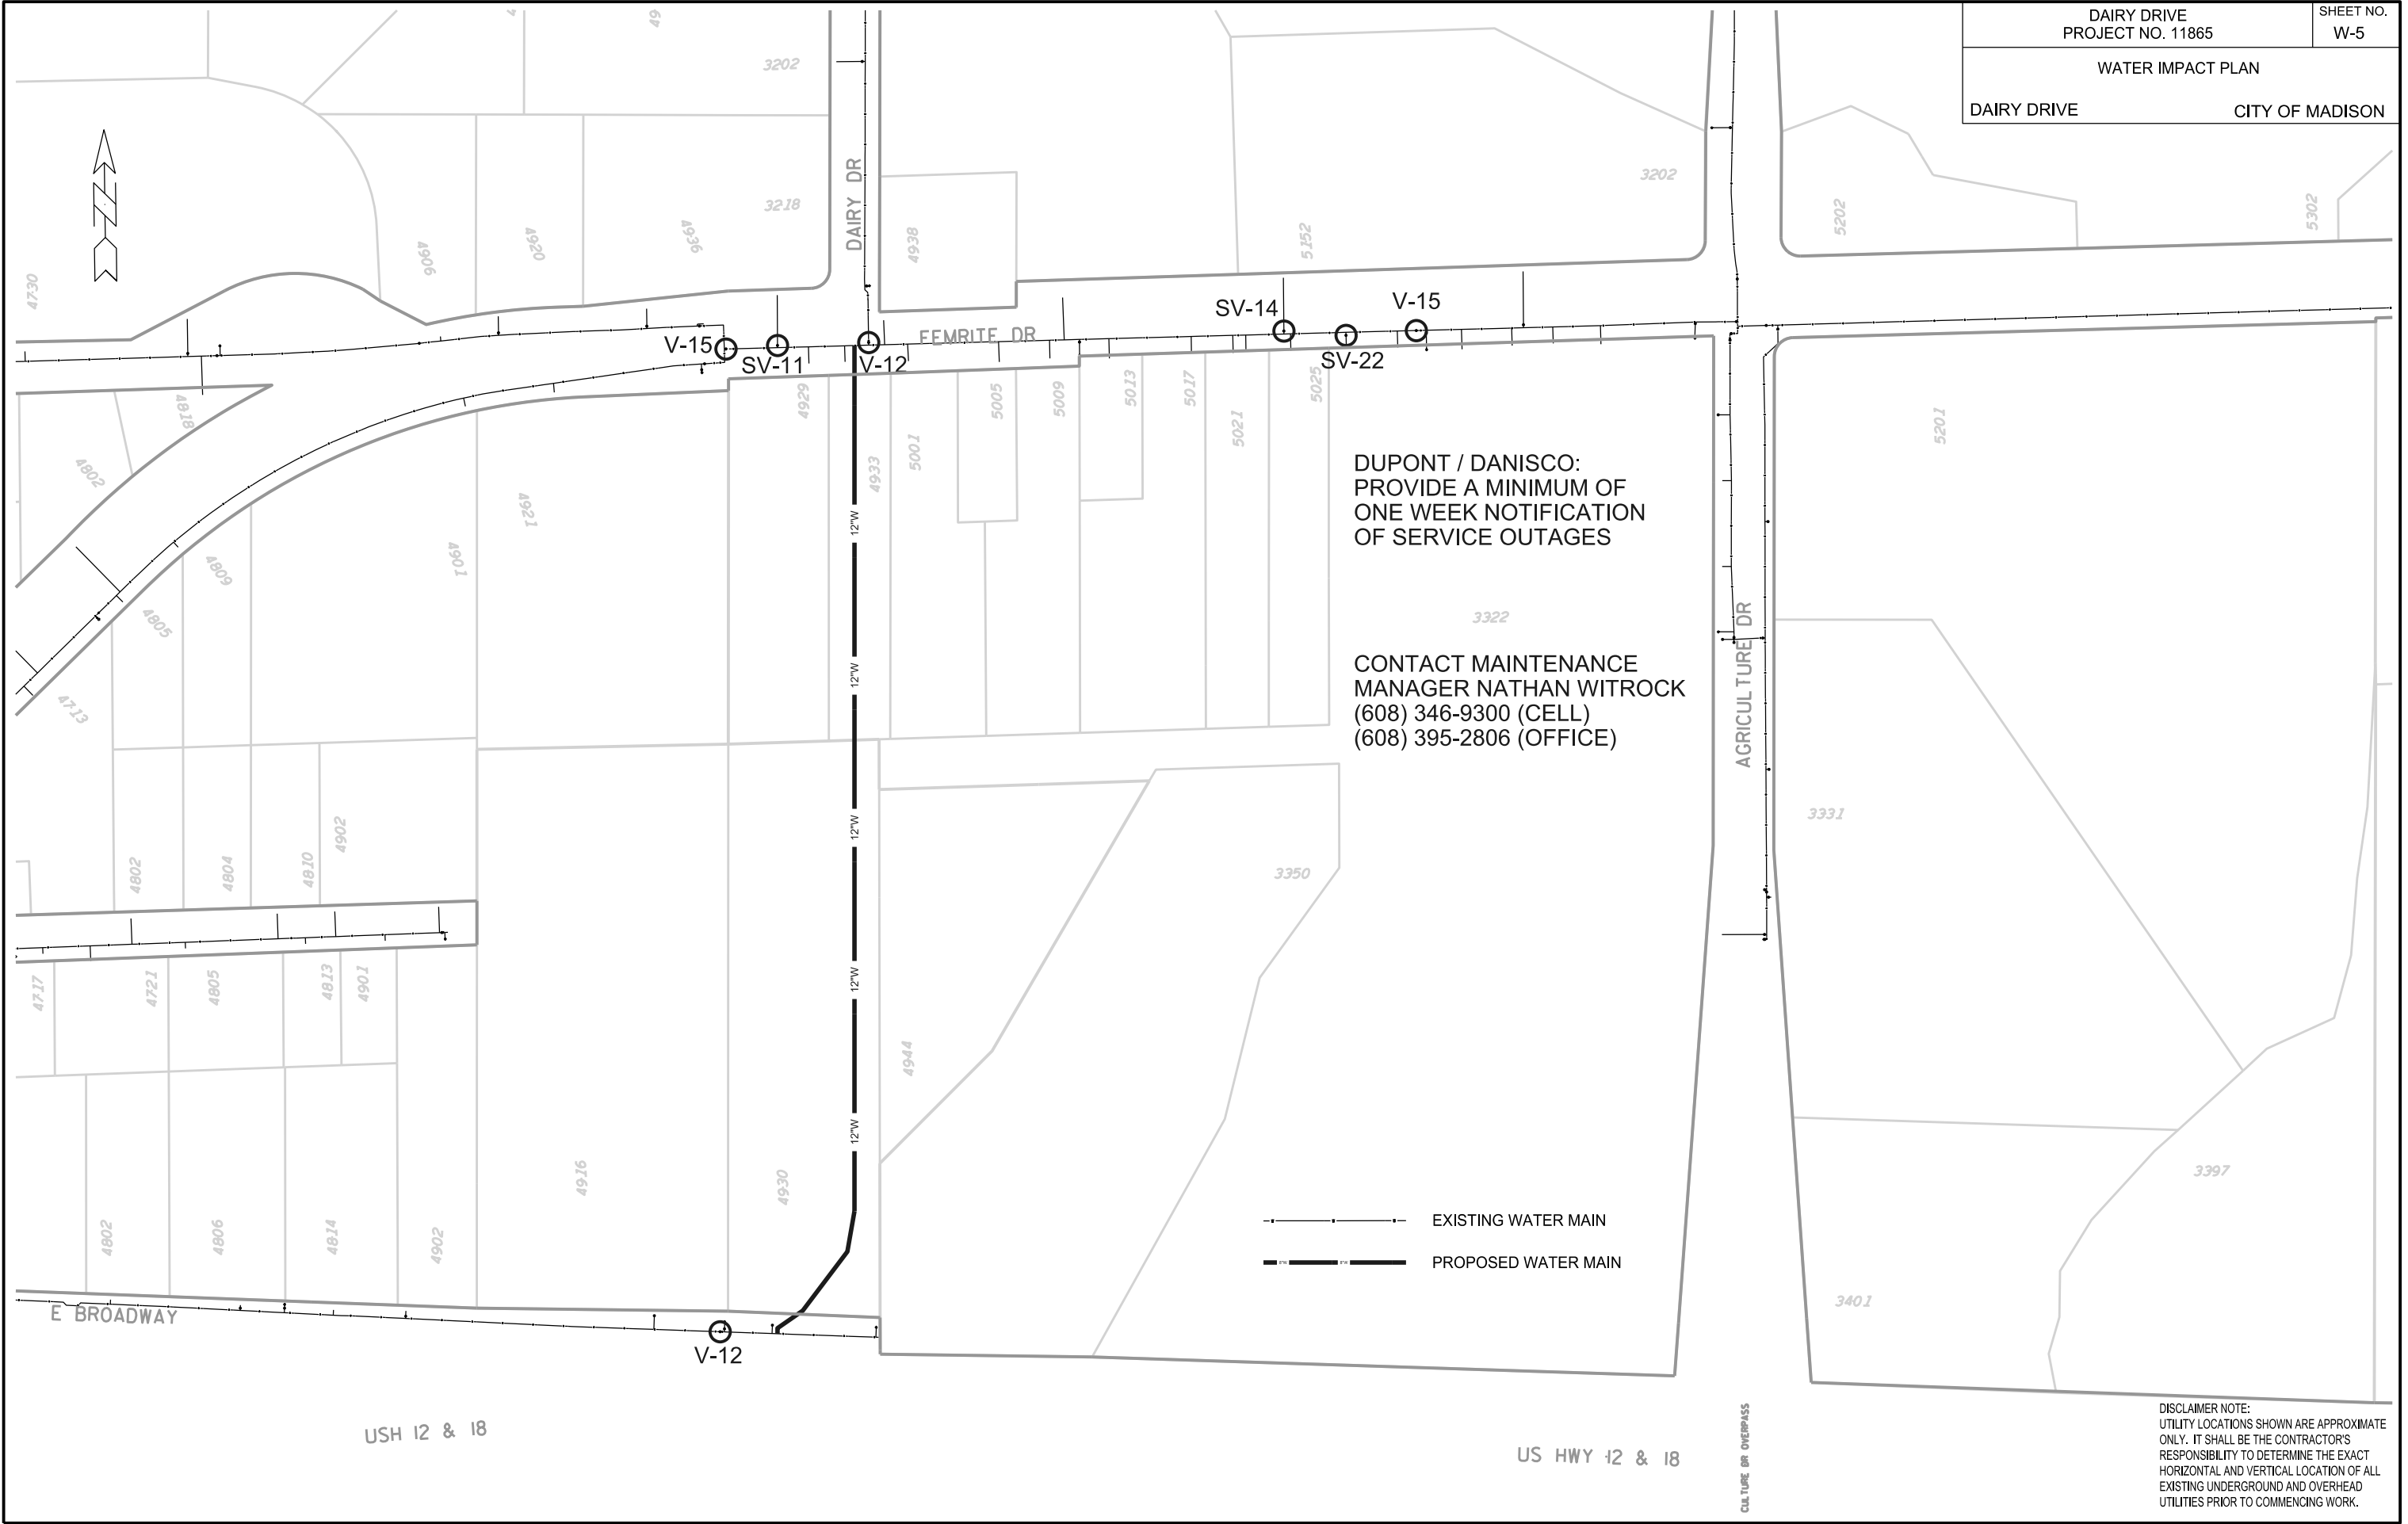 DAIRY DRIVE
PROJECT NO. 11865
SHEET NO.
W-5
WATER IMPACT PLAN
DAIRY DRIVE
CITY OF MADISON
N
49
3202
3218
4936
4920
4906
4730
DAIRY DR
4938
5152
3202
5202
5302
V-15
SV-11
V-12
FEMRITE DR
SV-14
SV-22
V-15
4818
4802
4809
4805
4713
4901
4921
4929
4933
5001
5005
5009
5013
5017
5021
5025
5201
12"W
12"W
12"W
12"W
12"W
DUPONT / DANISCO:
PROVIDE A MINIMUM OF
ONE WEEK NOTIFICATION
OF SERVICE OUTAGES
3322
CONTACT MAINTENANCE
MANAGER NATHAN WITROCK
(608) 346-9300 (CELL)
(608) 395-2806 (OFFICE)
AGRICULTURE DR
3331
4802
4804
4810
4902
3350
4717
4721
4805
4813
4901
4944
3397
4916
4930
4802
4806
4814
4902
EXISTING WATER MAIN
PROPOSED WATER MAIN
3401
E BROADWAY
V-12
USH 12 & 18
US HWY 12 & 18
CULTURE DR OVERPASS
DISCLAIMER NOTE:
UTILITY LOCATIONS SHOWN ARE APPROXIMATE
ONLY. IT SHALL BE THE CONTRACTOR'S
RESPONSIBILITY TO DETERMINE THE EXACT
HORIZONTAL AND VERTICAL LOCATION OF ALL
EXISTING UNDERGROUND AND OVERHEAD
UTILITIES PRIOR TO COMMENCING WORK.